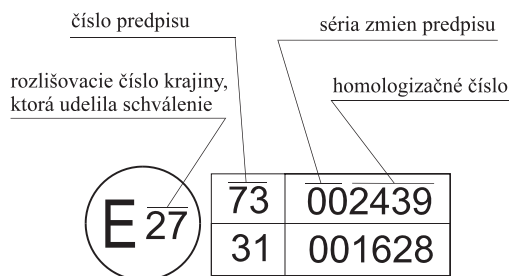 číslo predpisu
séria zmien predpisu
rozlišovacie číslo krajiny,
ktorá udelila schválenie
homologizačné číslo
E 27
73 002439
31 001628